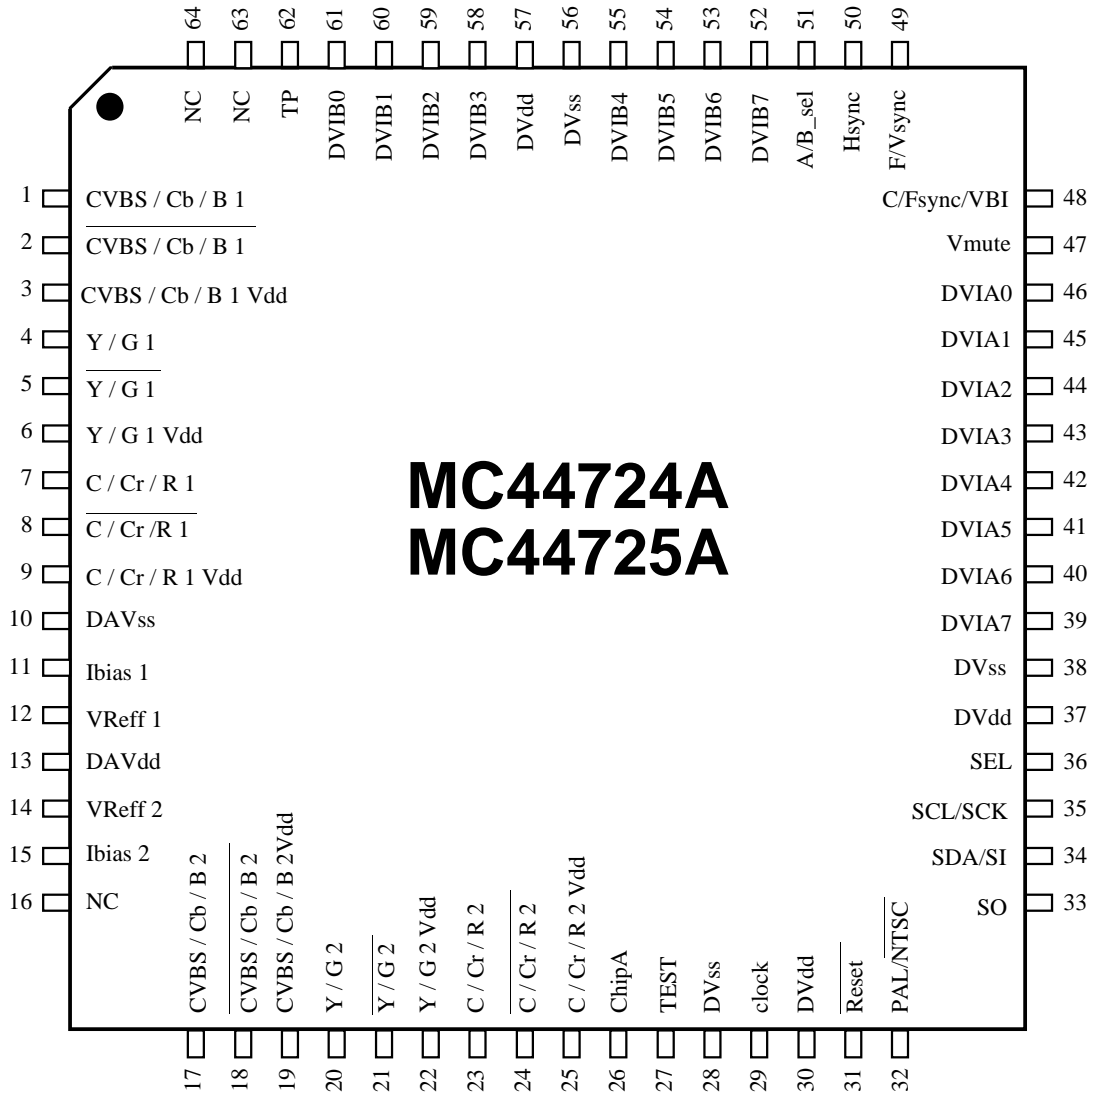 64 63 62 61 60 59 58 57 56 55 54 53 52 51 50 49
NC NC TP DVIB0 DVIB1 DVIB2 DVIB3 DVdd DVss DVIB4 DVIB5 DVIB6 DVIB7 A/B_sel Hsync F/Vsync
1 CVBS / Cb / B 1
2 CVBS / Cb / B 1
3 CVBS / Cb / B 1 Vdd
4 Y / G 1
5 Y / G 1
6 Y / G 1 Vdd
7 C / Cr / R 1
8 C / Cr /R 1
9 C / Cr / R 1 Vdd
10 DAVss
11 Ibias 1
12 VReff 1
13 DAVdd
14 VReff 2
15 Ibias 2
16 NC
MC44724A
MC44725A
C/Fsync/VBI 48
Vmute 47
DVIA0 46
DVIA1 45
DVIA2 44
DVIA3 43
DVIA4 42
DVIA5 41
DVIA6 40
DVIA7 39
DVss 38
DVdd 37
SEL 36
SCL/SCK 35
SDA/SI 34
SO 33
CVBS / Cb / B 2
CVBS / Cb / B 2
CVBS / Cb / B 2Vdd
Y / G 2
Y / G 2
Y / G 2 Vdd
C / Cr / R 2
C / Cr / R 2
C / Cr / R 2 Vdd
ChipA
TEST
DVss
clock
DVdd
Reset
PAL/NTSC
17 18 19 20 21 22 23 24 25 26 27 28 29 30 31 32